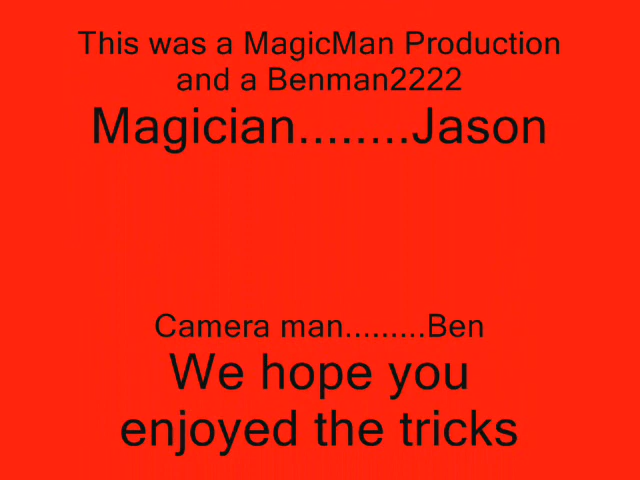 This was a MagicMan Production
and a Benman2222
Magician........Jason
Camera man.........Ben
We hope you
enjoyed the tricks